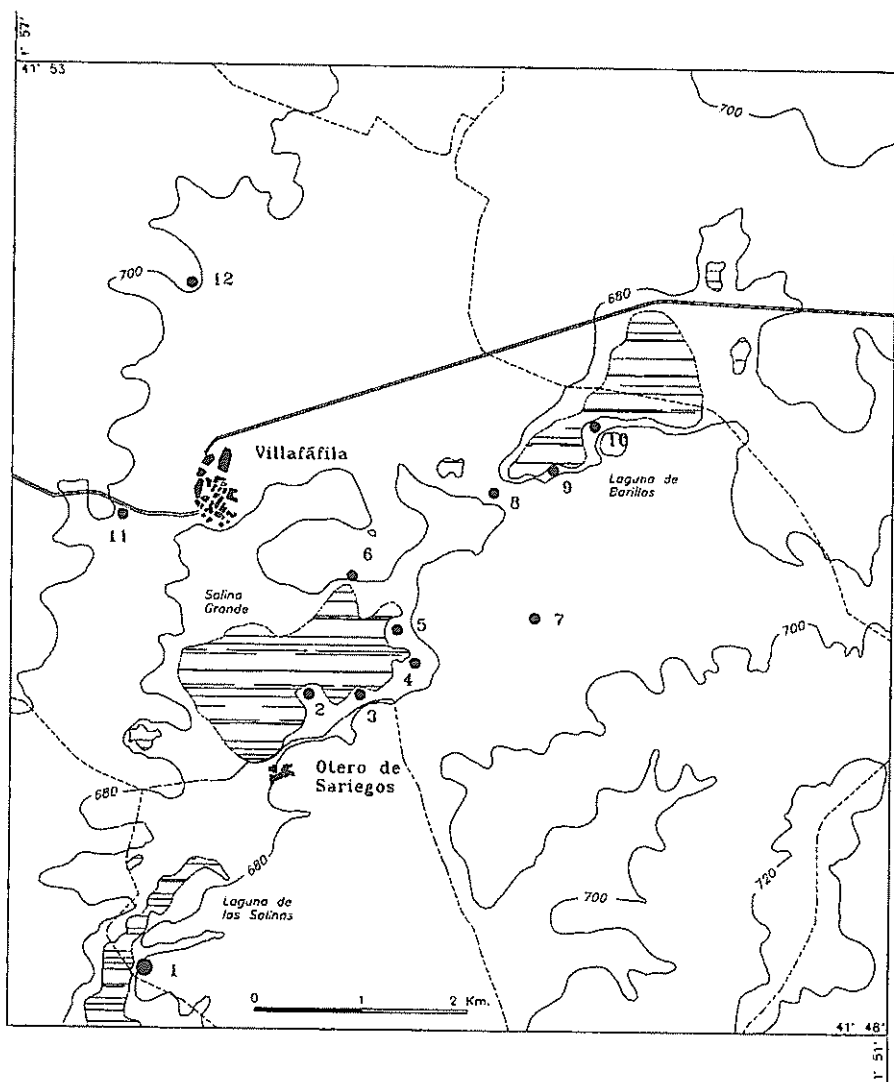 1° 57'
41° 53
700
700
12
680
Villafáfila
10
9
Laguna de
Barillos
8
11
6
Salina
Grande
5
7
4
700
2
3
Otero de
Sariegos
680
680
720
700
Laguna de
las Salinas
1
0 1 2 Km.
41° 48'
1° 51'